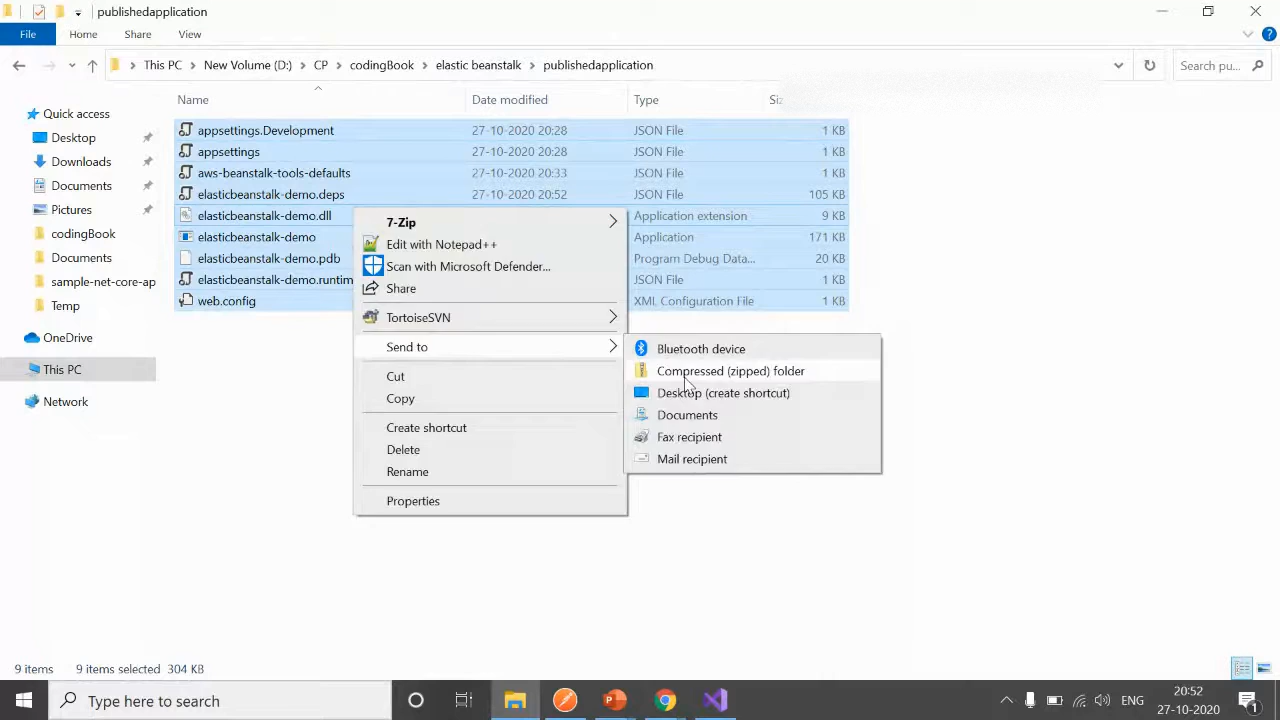 publishedapplication
File Home Share View
This PC New Volume (D:) CP codingBook elastic beanstalk publishedapplication
Search pu...
Name Date modified Type
Quick access
Desktop
Downloads
Documents
Pictures
codingBook
Documents
sample-net-core-ap
Temp
OneDrive
This PC
Network
appsettings.Development 27-10-2020 20:28 JSON File 1 KB
appsettings 27-10-2020 20:28 JSON File 1 KB
aws-beanstalk-tools-defaults 27-10-2020 20:33 JSON File 1 KB
elasticbeanstalk-demo.deps 27-10-2020 20:52 JSON File 105 KB
elasticbeanstalk-demo.dll Application extension 9 KB
elasticbeanstalk-demo Application 171 KB
elasticbeanstalk-demo.pdb Program Debug Data... 20 KB
elasticbeanstalk-demo.runtim JSON File 1 KB
web.config XML Configuration File 1 KB
7-Zip
Edit with Notepad++
Scan with Microsoft Defender...
Share
TortoiseSVN
Send to
Cut
Copy
Create shortcut
Delete
Rename
Properties
Bluetooth device
Compressed (zipped) folder
Desktop (create shortcut)
Documents
Fax recipient
Mail recipient
9 items 9 items selected 304 KB
Type here to search
ENG
20:52
27-10-2020
1